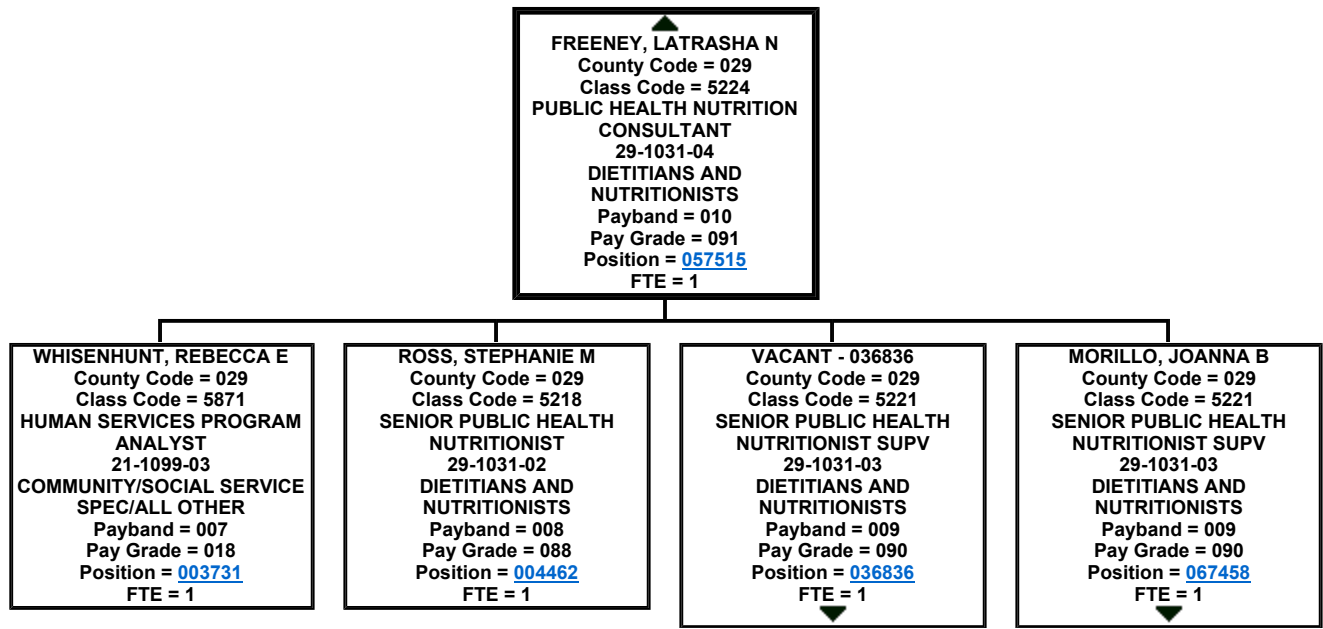 FREENEY, LATRASHA N
County Code = 029
Class Code = 5224
PUBLIC HEALTH NUTRITION
CONSULTANT
29-1031-04
DIETITIANS AND
NUTRITIONISTS
Payband = 010
Pay Grade = 091
Position = 057515
FTE = 1
WHISENHUNT, REBECCA E
County Code = 029
Class Code = 5871
HUMAN SERVICES PROGRAM
ANALYST
21-1099-03
COMMUNITY/SOCIAL SERVICE
SPEC/ALL OTHER
Payband = 007
Pay Grade = 018
Position = 003731
FTE = 1
ROSS, STEPHANIE M
County Code = 029
Class Code = 5218
SENIOR PUBLIC HEALTH
NUTRITIONIST
29-1031-02
DIETITIANS AND
NUTRITIONISTS
Payband = 008
Pay Grade = 088
Position = 004462
FTE = 1
VACANT - 036836
County Code = 029
Class Code = 5221
SENIOR PUBLIC HEALTH
NUTRITIONIST SUPV
29-1031-03
DIETITIANS AND
NUTRITIONISTS
Payband = 009
Pay Grade = 090
Position = 036836
FTE = 1
MORILLO, JOANNA B
County Code = 029
Class Code = 5221
SENIOR PUBLIC HEALTH
NUTRITIONIST SUPV
29-1031-03
DIETITIANS AND
NUTRITIONISTS
Payband = 009
Pay Grade = 090
Position = 067458
FTE = 1